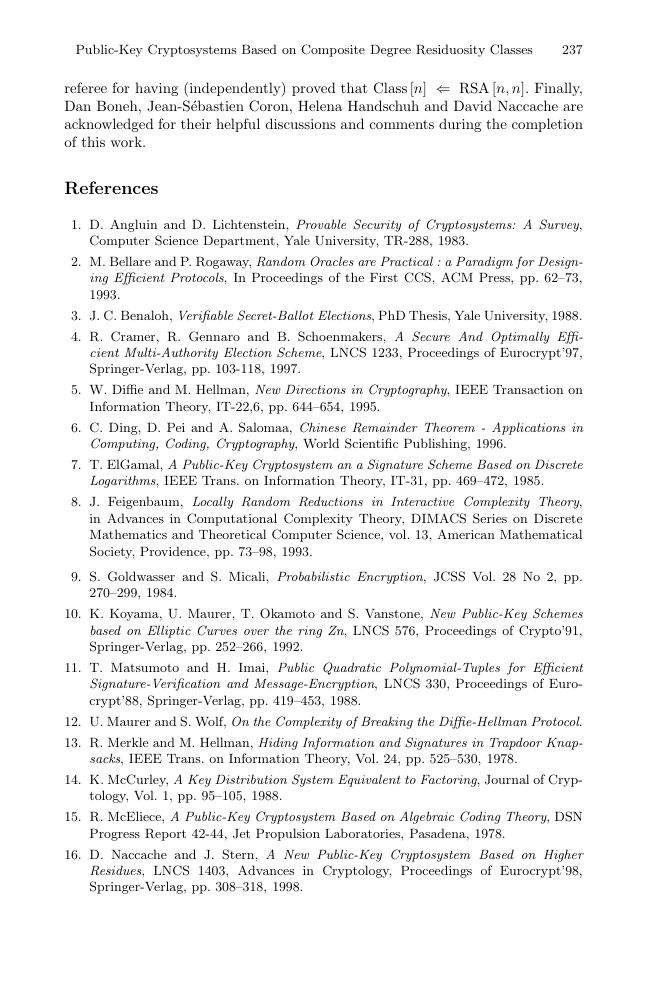 Public-Key Cryptosystems Based on Composite Degree Residuosity Classes 237
referee for having (independently) proved that Class [n] ⇐ RSA [n, n]. Finally,
Dan Boneh, Jean-Sébastien Coron, Helena Handschuh and David Naccache are
acknowledged for their helpful discussions and comments during the completion
of this work.
References
1. D. Angluin and D. Lichtenstein, Provable Security of Cryptosystems: A Survey,
Computer Science Department, Yale University, TR-288, 1983.
2. M. Bellare and P. Rogaway, Random Oracles are Practical : a Paradigm for Design-
ing Efficient Protocols, In Proceedings of the First CCS, ACM Press, pp. 62–73,
1993.
3. J. C. Benaloh, Verifiable Secret-Ballot Elections, PhD Thesis, Yale University, 1988.
4. R. Cramer, R. Gennaro and B. Schoenmakers, A Secure And Optimally Effi-
cient Multi-Authority Election Scheme, LNCS 1233, Proceedings of Eurocrypt'97,
Springer-Verlag, pp. 103-118, 1997.
5. W. Diffie and M. Hellman, New Directions in Cryptography, IEEE Transaction on
Information Theory, IT-22,6, pp. 644–654, 1995.
6. C. Ding, D. Pei and A. Salomaa, Chinese Remainder Theorem - Applications in
Computing, Coding, Cryptography, World Scientific Publishing, 1996.
7. T. ElGamal, A Public-Key Cryptosystem an a Signature Scheme Based on Discrete
Logarithms, IEEE Trans. on Information Theory, IT-31, pp. 469–472, 1985.
8. J. Feigenbaum, Locally Random Reductions in Interactive Complexity Theory,
in Advances in Computational Complexity Theory, DIMACS Series on Discrete
Mathematics and Theoretical Computer Science, vol. 13, American Mathematical
Society, Providence, pp. 73–98, 1993.
9. S. Goldwasser and S. Micali, Probabilistic Encryption, JCSS Vol. 28 No 2, pp.
270–299, 1984.
10. K. Koyama, U. Maurer, T. Okamoto and S. Vanstone, New Public-Key Schemes
based on Elliptic Curves over the ring Zn, LNCS 576, Proceedings of Crypto'91,
Springer-Verlag, pp. 252–266, 1992.
11. T. Matsumoto and H. Imai, Public Quadratic Polynomial-Tuples for Efficient
Signature-Verification and Message-Encryption, LNCS 330, Proceedings of Euro-
crypt'88, Springer-Verlag, pp. 419–453, 1988.
12. U. Maurer and S. Wolf, On the Complexity of Breaking the Diffie-Hellman Protocol.
13. R. Merkle and M. Hellman, Hiding Information and Signatures in Trapdoor Knap-
sacks, IEEE Trans. on Information Theory, Vol. 24, pp. 525–530, 1978.
14. K. McCurley, A Key Distribution System Equivalent to Factoring, Journal of Cryp-
tology, Vol. 1, pp. 95–105, 1988.
15. R. McEliece, A Public-Key Cryptosystem Based on Algebraic Coding Theory, DSN
Progress Report 42-44, Jet Propulsion Laboratories, Pasadena, 1978.
16. D. Naccache and J. Stern, A New Public-Key Cryptosystem Based on Higher
Residues, LNCS 1403, Advances in Cryptology, Proceedings of Eurocrypt'98,
Springer-Verlag, pp. 308–318, 1998.